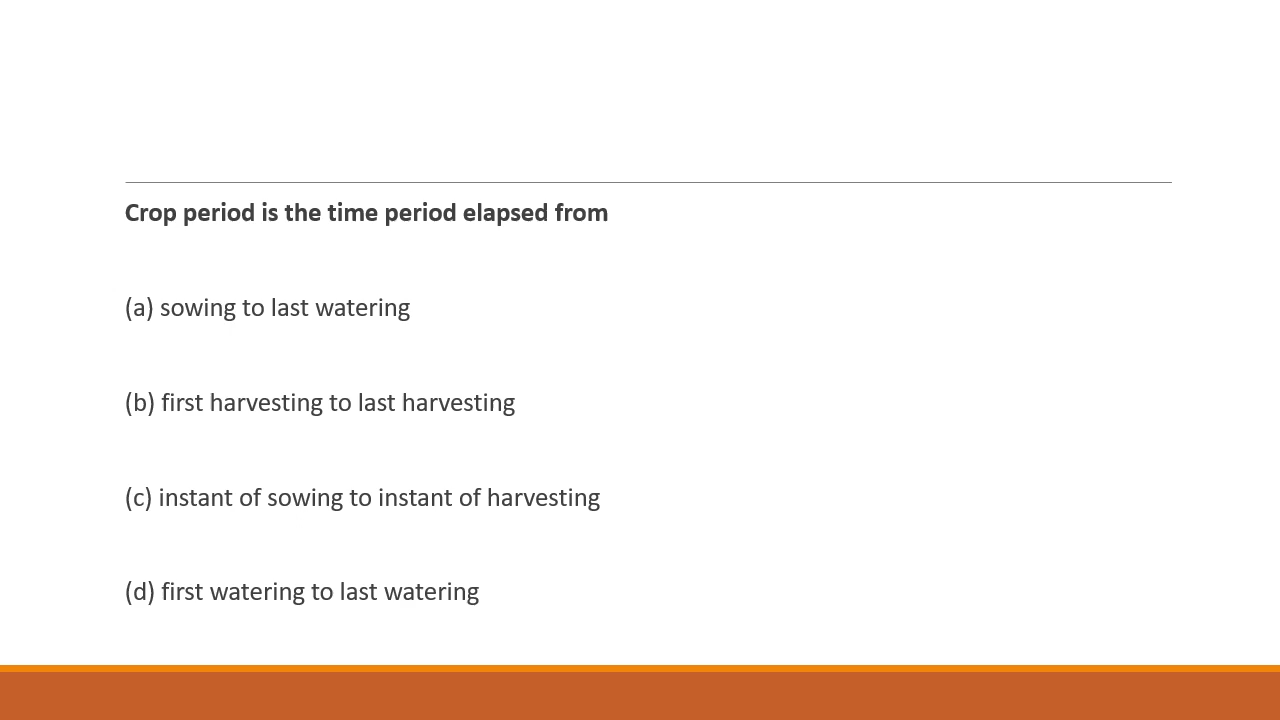 Crop period is the time period elapsed from
(a) sowing to last watering
(b) first harvesting to last harvesting
(c) instant of sowing to instant of harvesting
(d) first watering to last watering